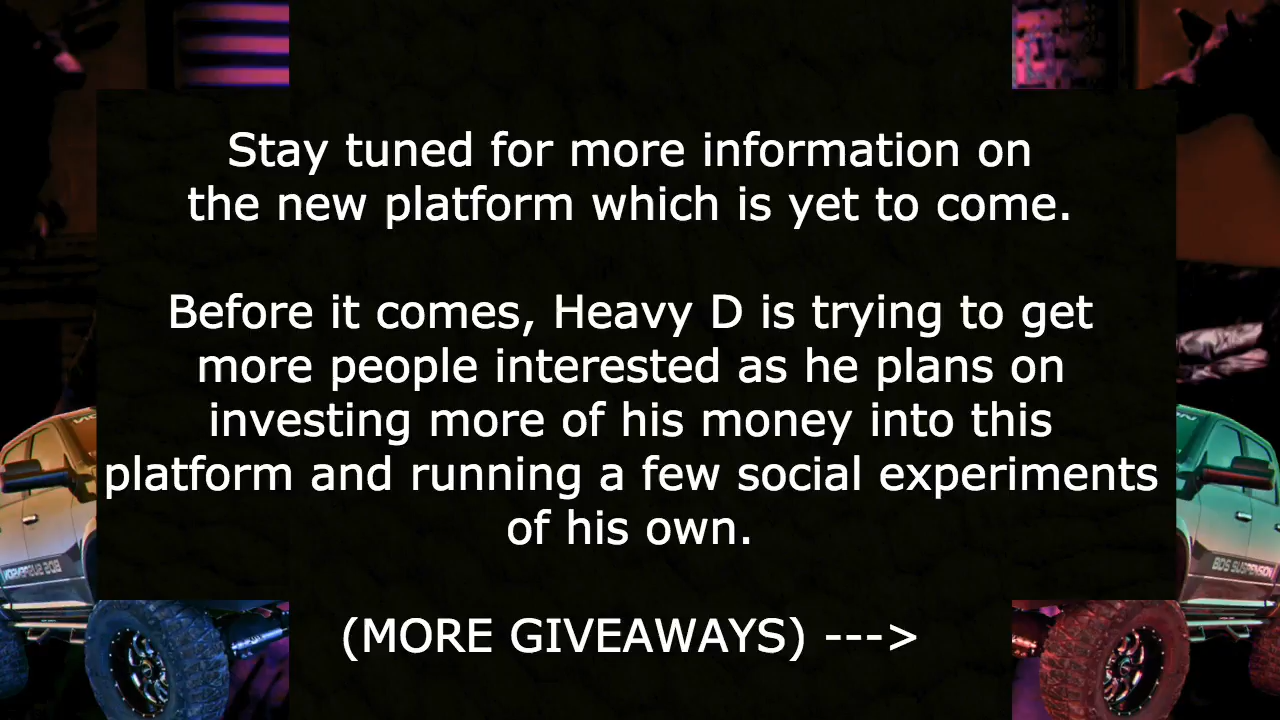 Stay tuned for more information on
the new platform which is yet to come.
Before it comes, Heavy D is trying to get
more people interested as he plans on
investing more of his money into this
platform and running a few social experiments
of his own.
(MORE GIVEAWAYS) --->
BDS SUSPENSION